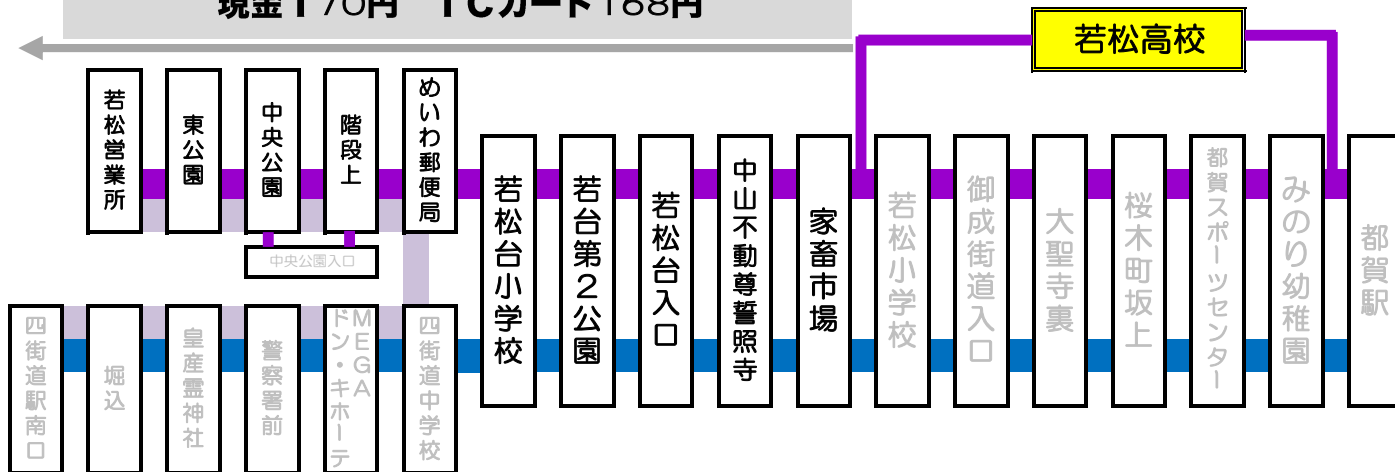 現金170円 ICカード168円
若松高校
若松営業所
東公園
中央公園
階段上
めいわ郵便局
中央公園入口
若松台小学校
若台第2公園
若松台入口
中山不動尊誓照寺
家畜市場
若松小学校
御成街道入口
大聖寺裏
桜木町坂上
都賀スポーツセンター
みのり幼稚園
都賀駅
四街道駅南口
堀込
皇産霊神社
警察署前
MEGA
ドン・キホーテ
四街道中学校